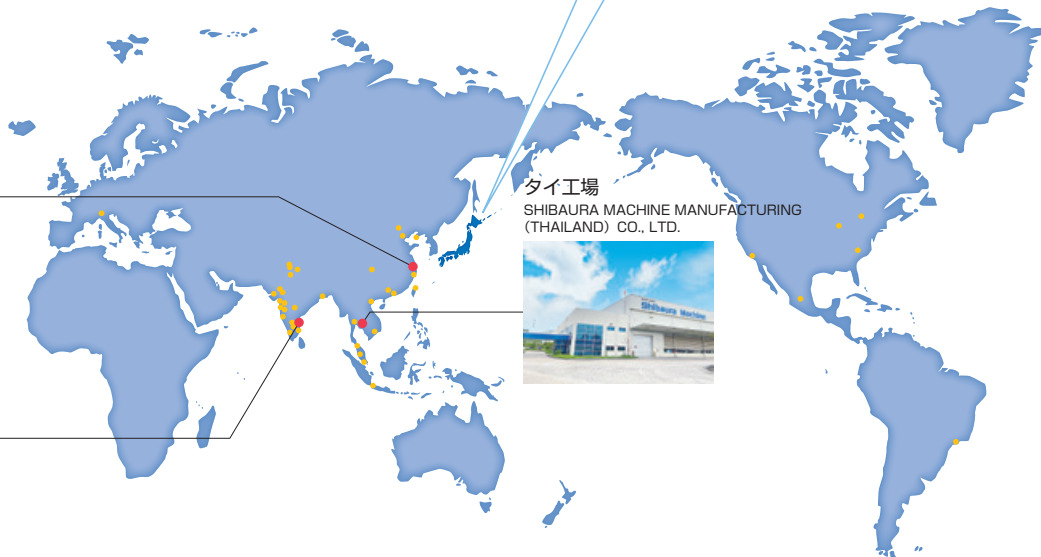 タイ工場
SHIBAURA MACHINE MANUFACTURING
(THAILAND) CO., LTD.
Shibaura Machine